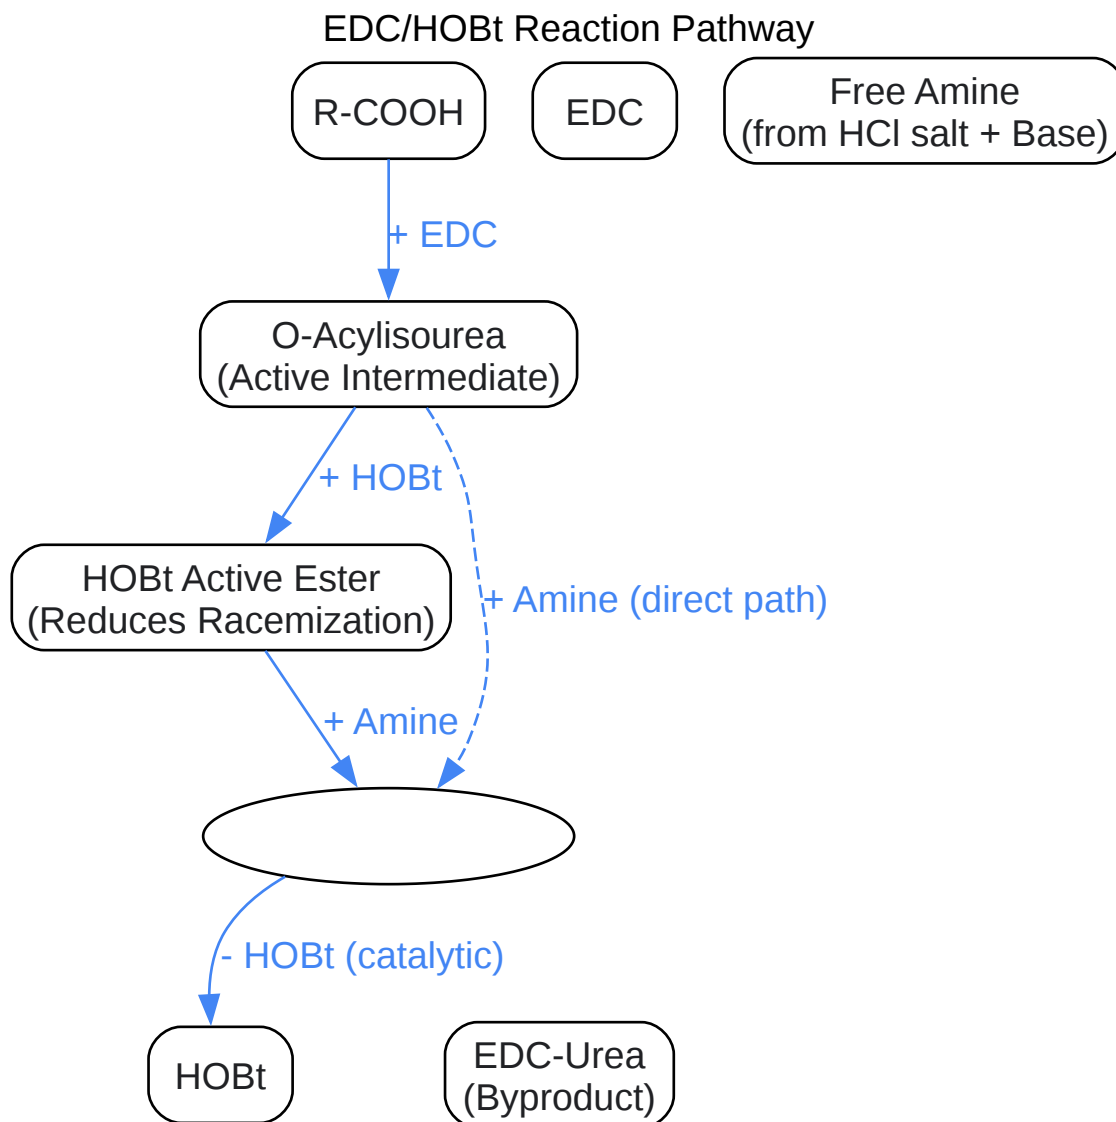 EDC/HOBt Reaction Pathway
R-COOH
EDC
Free Amine
(from HCl salt + Base)
+ EDC
O-Acylisourea
(Active Intermediate)
+ HOBt
HOBt Active Ester
(Reduces Racemization)
+ Amine (direct path)
+ Amine
- HOBt (catalytic)
HOBt
EDC-Urea
(Byproduct)